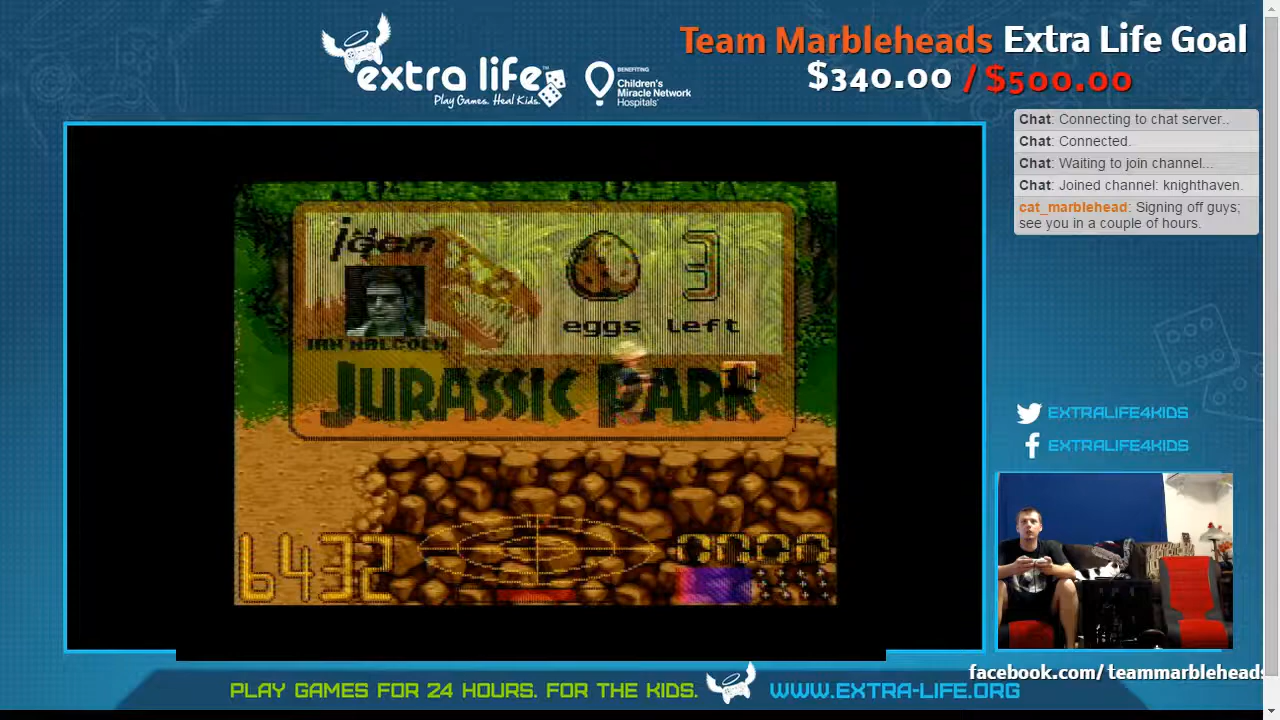 Team Marbleheads Extra Life Goal
$340.00 / $500.00
extra life™
Play Games. Heal Kids.
BENEFITING
Children's
Miracle Network
Hospitals
Chat: Connecting to chat server..
Chat: Connected.
Chat: Waiting to join channel...
Chat: Joined channel: knighthaven.
cat_marblehead: Signing off guys;
see you in a couple of hours.
3
eggs left
IAN MALCOLM
JURASSIC PARK
6432
EXTRALIFE4KIDS
EXTRALIFE4KIDS
facebook.com/teammarbleheads
PLAY GAMES FOR 24 HOURS. FOR THE KIDS.
WWW.EXTRA-LIFE.ORG